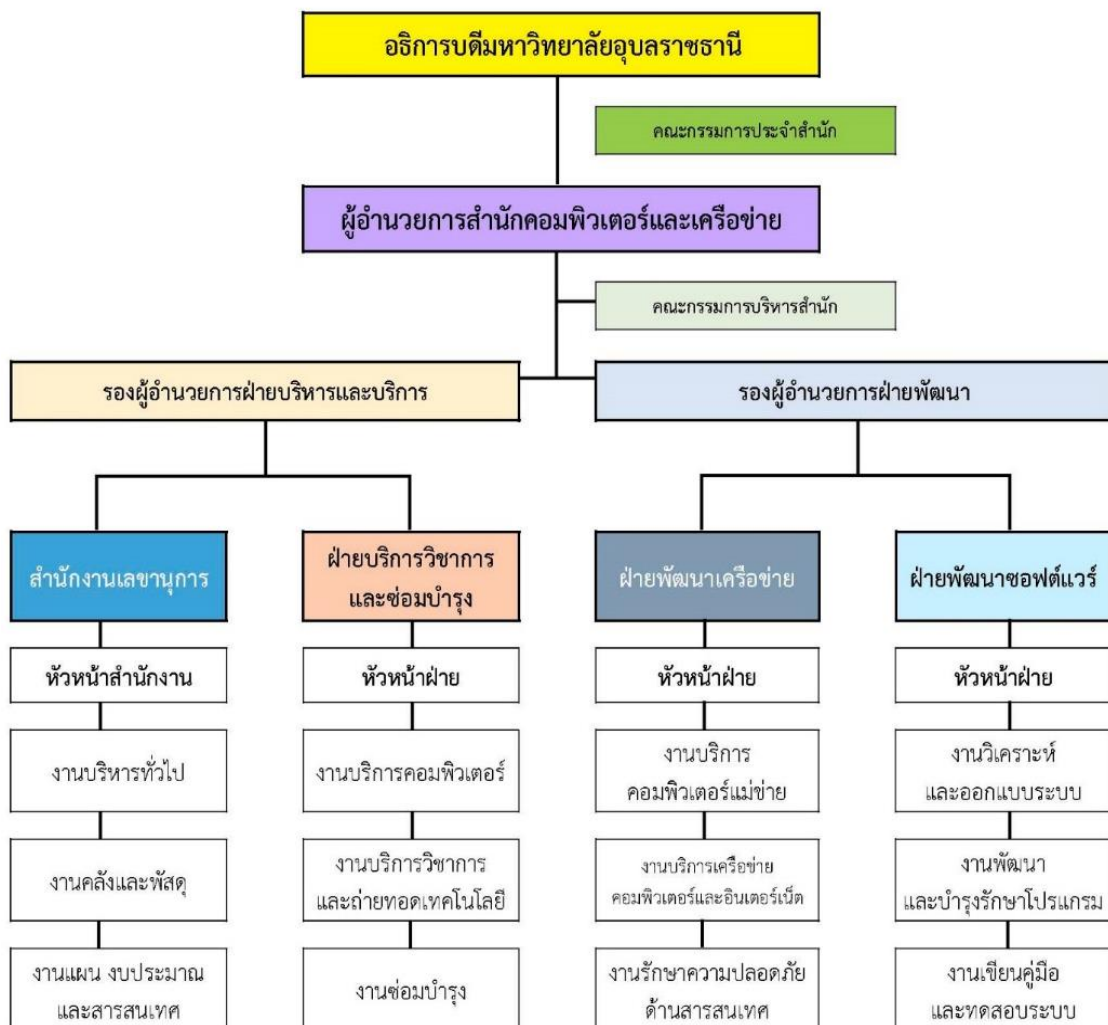 อธิการบดีมหาวิทยาลัยอุบลราชธานี
คณะกรรมการประจำสำนัก
ผู้อำนวยการสำนักคอมพิวเตอร์และเครือข่าย
คณะกรรมการบริหารสำนัก
รองผู้อำนวยการฝ่ายบริหารและบริการ
รองผู้อำนวยการฝ่ายพัฒนา
สำนักงานเลขานุการ
หัวหน้าสำนักงาน
งานบริหารทั่วไป
งานคลังและพัสดุ
งานแผน งบประมาณ
และสารสนเทศ
ฝ่ายบริการวิชาการ
และซ่อมบำรุง
หัวหน้าฝ่าย
งานบริการคอมพิวเตอร์
งานบริการวิชาการ
และถ่ายทอดเทคโนโลยี
งานซ่อมบำรุง
ฝ่ายพัฒนาเครือข่าย
หัวหน้าฝ่าย
งานบริการ
คอมพิวเตอร์แม่ข่าย
งานบริการเครือข่าย
คอมพิวเตอร์และอินเตอร์เน็ต
งานรักษาความปลอดภัย
ด้านสารสนเทศ
ฝ่ายพัฒนาซอฟต์แวร์
หัวหน้าฝ่าย
งานวิเคราะห์
และออกแบบระบบ
งานพัฒนา
และบำรุงรักษาโปรแกรม
งานเขียนคู่มือ
และทดสอบระบบ